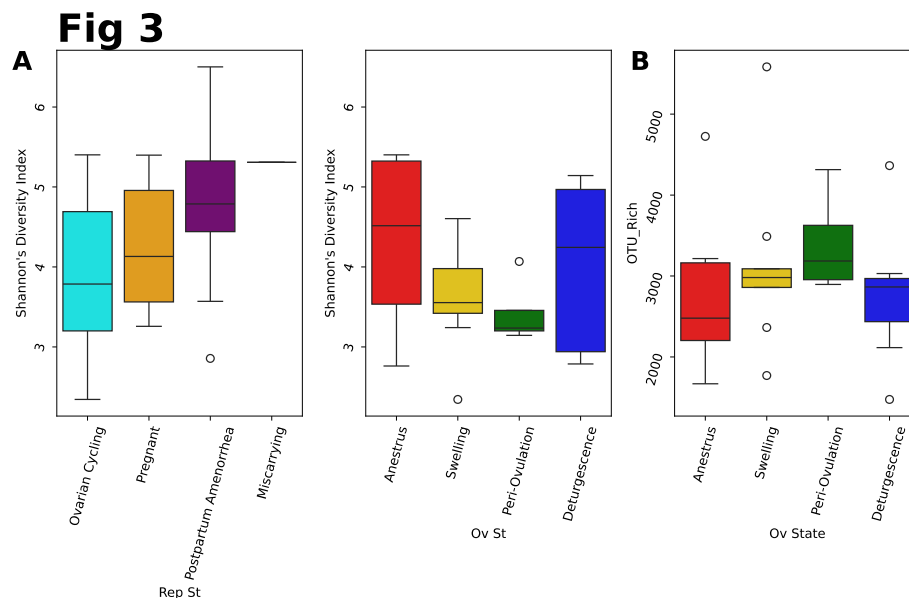 Fig 3
A
B
Shannon's Diversity Index
6
5
4
3
Ovarian Cycling
Pregnant
Postpartum Amenorrhea
Miscarrying
Rep St
Shannon's Diversity Index
6
5
4
3
Anestrus
Swelling
Peri-Ovulation
Deturgescence
Ov St
OTU_Rich
5000
4000
3000
2000
Anestrus
Swelling
Peri-Ovulation
Deturgescence
Ov State